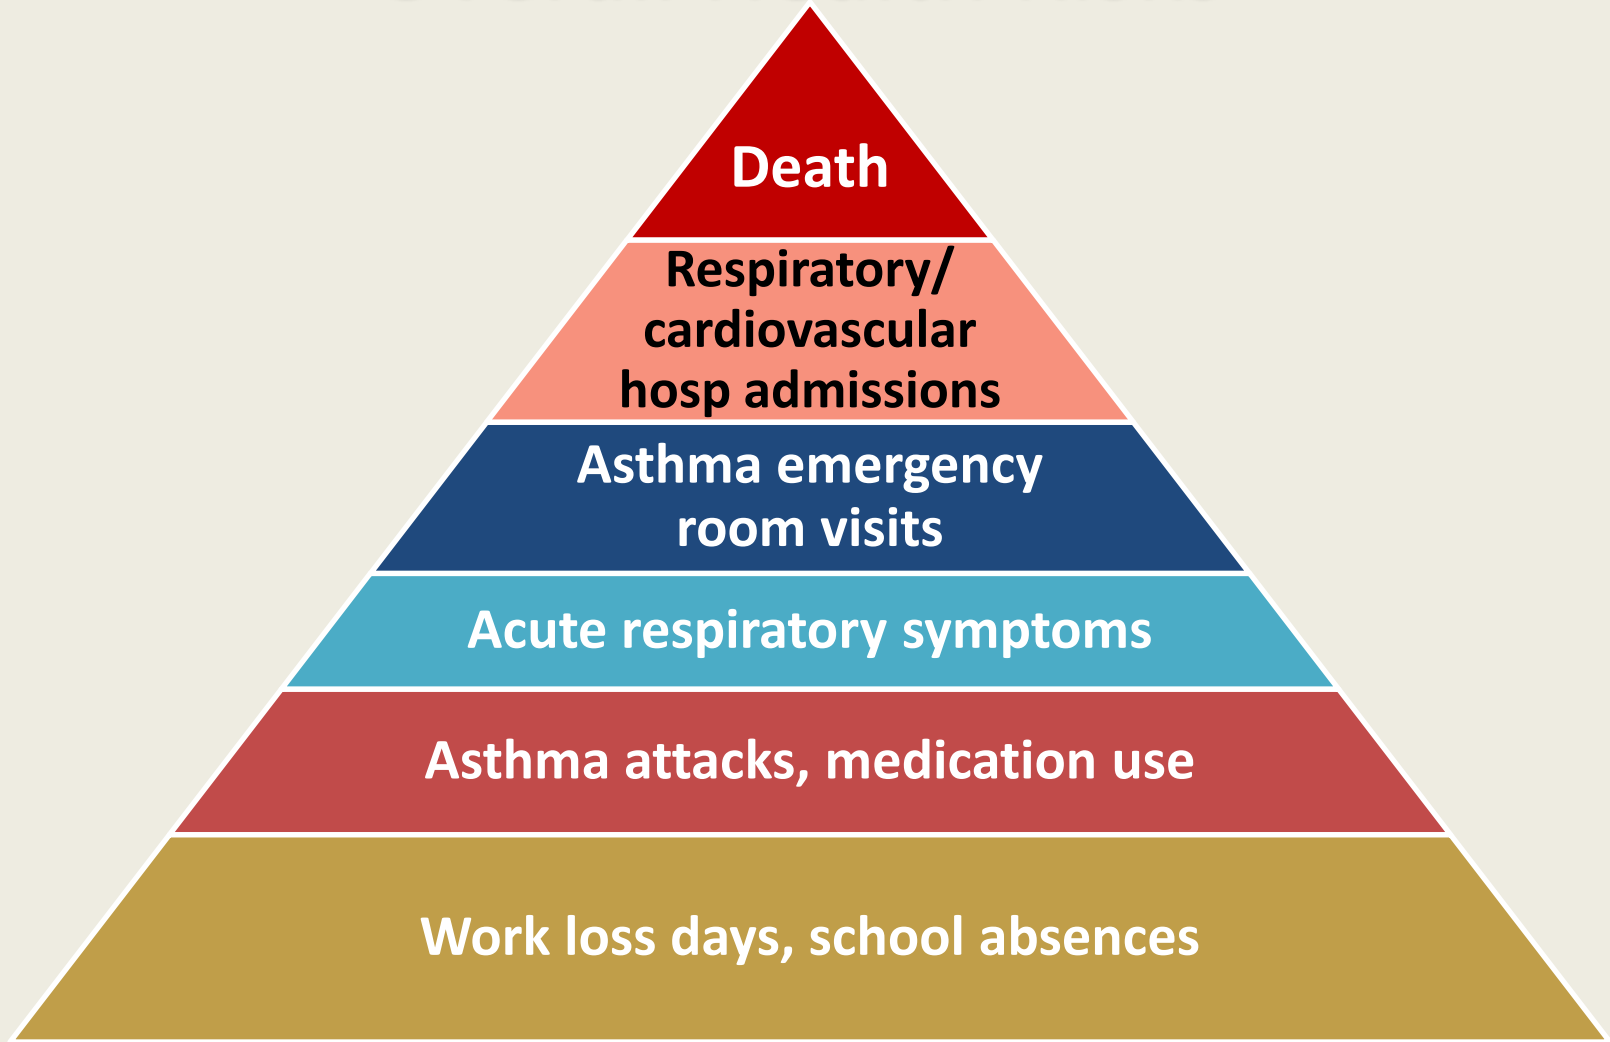 Death
Respiratory/
cardiovascular
hosp admissions
Asthma emergency
room visits
Acute respiratory symptoms
Asthma attacks, medication use
Work loss days, school absences